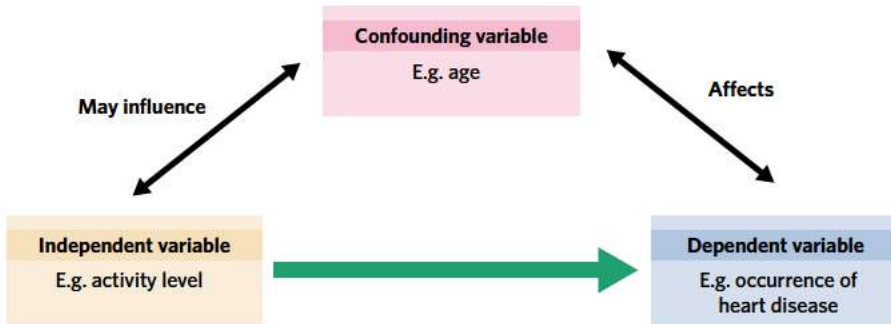 Confounding variable
E.g. age
May influence
Affects
Independent variable
E.g. activity level
Dependent variable
E.g. occurrence of
heart disease